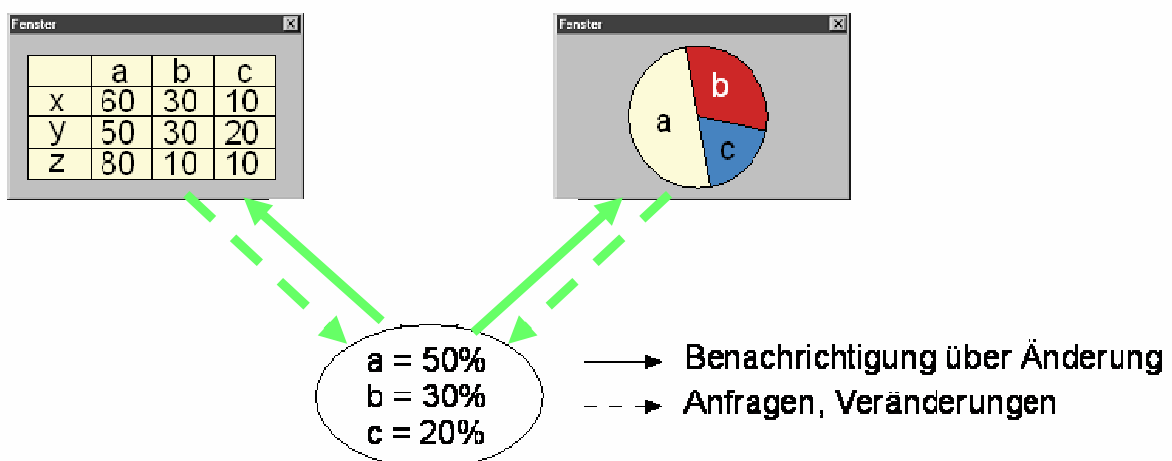 Fenster
a b c
x 60 30 10
y 50 30 20
z 80 10 10
Fenster
a
b
c
a = 50%
b = 30%
c = 20%
Benachrichtigung über Änderung
Anfragen, Veränderungen